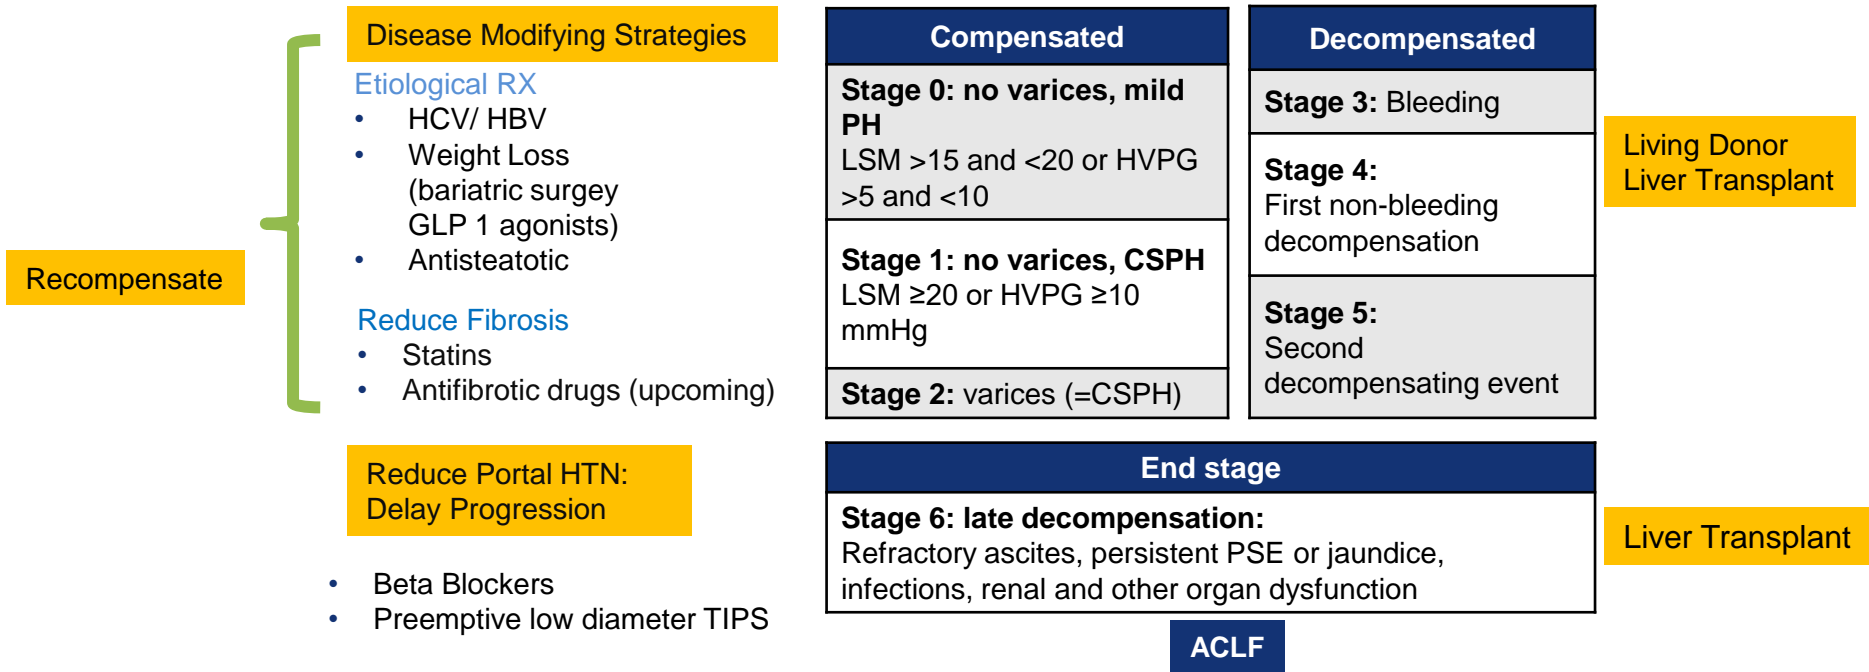 Recompensate
Disease Modifying Strategies
Etiological RX
• HCV/ HBV
• Weight Loss
(bariatric surgey
GLP 1 agonists)
• Antisteatotic
Reduce Fibrosis
• Statins
• Antifibrotic drugs (upcoming)
Reduce Portal HTN:
Delay Progression
• Beta Blockers
• Preemptive low diameter TIPS
Compensated
Stage 0: no varices, mild
PH
LSM >15 and <20 or HVPG
>5 and <10
Stage 1: no varices, CSPH
LSM ≥20 or HVPG ≥10
mmHg
Stage 2: varices (=CSPH)
Decompensated
Stage 3: Bleeding
Stage 4:
First non-bleeding
decompensation
Stage 5:
Second
decompensating event
Living Donor
Liver Transplant
End stage
Stage 6: late decompensation:
Refractory ascites, persistent PSE or jaundice,
infections, renal and other organ dysfunction
Liver Transplant
ACLF